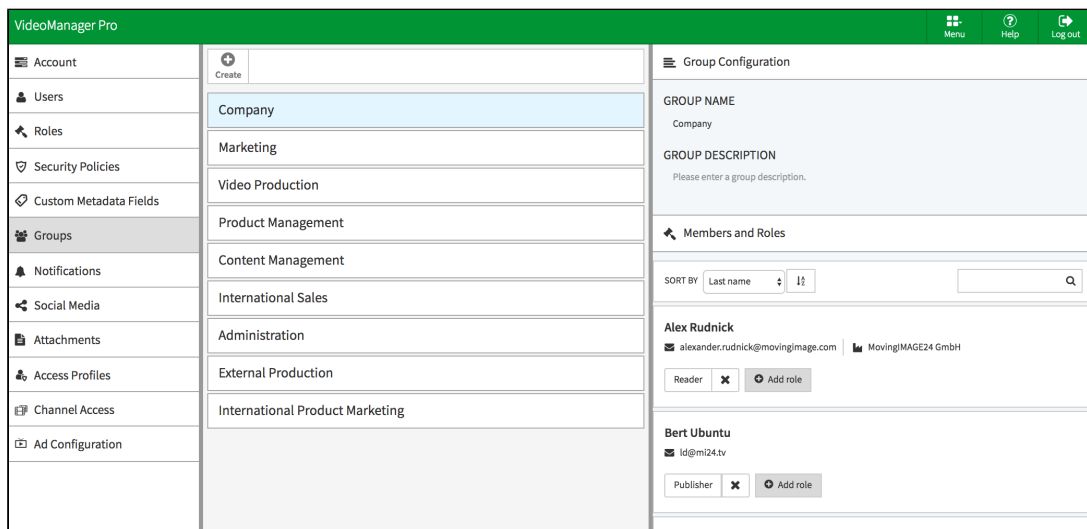 VideoManager Pro
Menu
Help
Log out
Account
Users
Roles
Security Policies
Custom Metadata Fields
Groups
Notifications
Social Media
Attachments
Access Profiles
Channel Access
Ad Configuration
Create
Company
Marketing
Video Production
Product Management
Content Management
International Sales
Administration
External Production
International Product Marketing
Group Configuration
GROUP NAME
Company
GROUP DESCRIPTION
Please enter a group description.
Members and Roles
SORT BY Last name
Alex Rudnick
alexander.rudnick@movingimage.com MovingIMAGE24 GmbH
Reader Add role
Bert Ubuntu
ld@mi24.tv
Publisher Add role